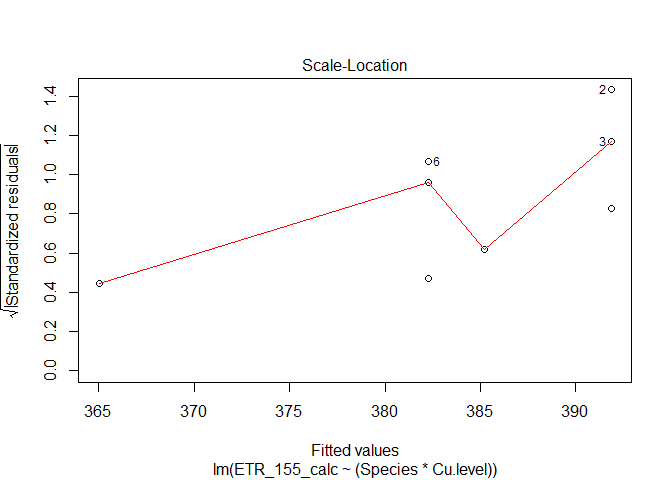 Scale-Location
√|Standardized residuals|
1.4
1.2
1.0
0.8
0.6
0.4
0.2
0.0
2
3
6
365 370 375 380 385 390
Fitted values
lm(ETR_155_calc ~ (Species * Cu.level))